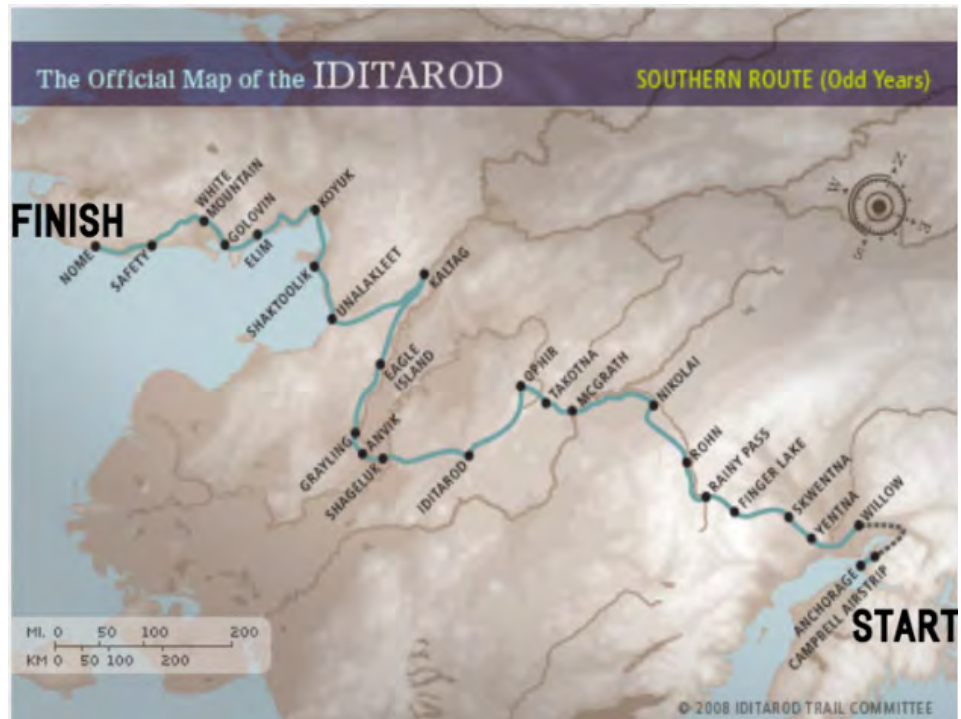 The Official Map of the IDITAROD
SOUTHERN ROUTE (Odd Years)
FINISH
NOME
SAFETY
WHITE
MOUNTAIN
GOLOVIN
ELIM
KOYUK
SHAKTOOLIK
UNALAKLEET
KALTAG
EAGLE
ISLAND
GRAYLING
ANVIK
SHAGELUK
IDITAROD
OPHIR
TAKOTNA
MCGRATH
NIKOLAI
ROHN
RAINY PASS
FINGER LAKE
SKWENTNA
YENTNA
WILLOW
ANCHORAGE
CAMPBELL AIRSTRIP
START
N
W
E
S
MI. 0 50 100 200
KM 0 50 100 200
© 2008 IDITAROD TRAIL COMMITTEE